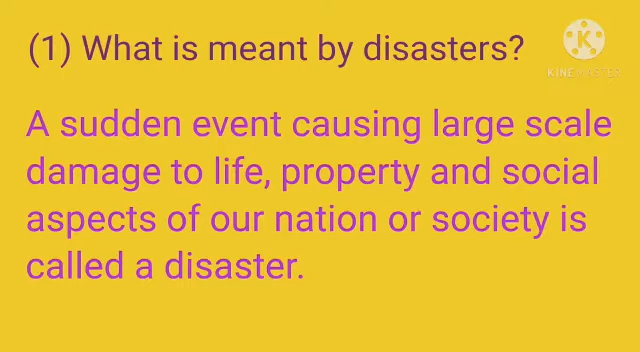 (1) What is meant by disasters?
KINEMASTER
A sudden event causing large scale
damage to life, property and social
aspects of our nation or society is
called a disaster.